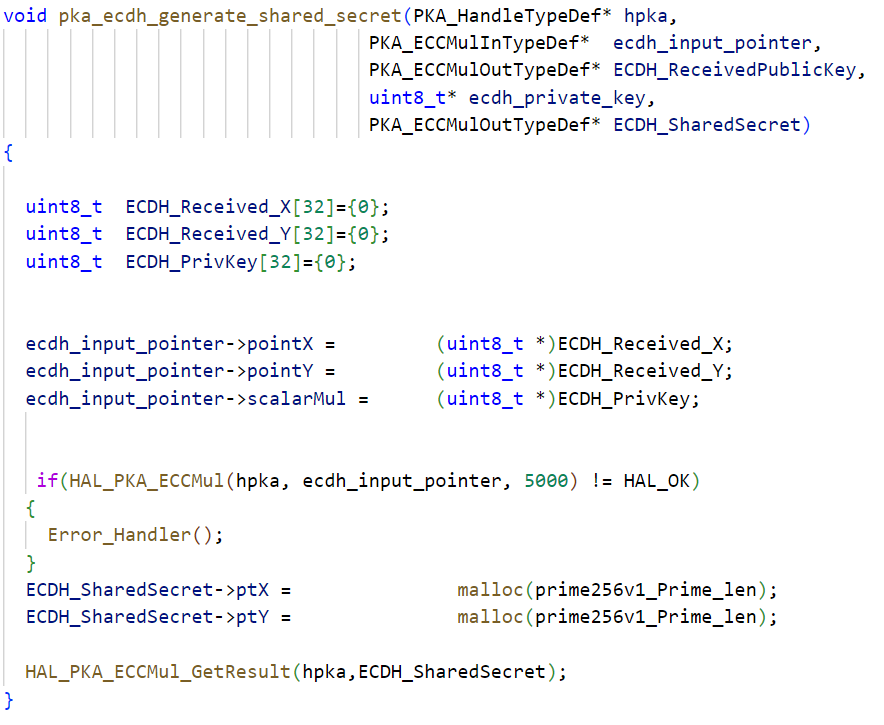 void pka_ecdh_generate_shared_secret(PKA_HandleTypeDef* hpka,
PKA_ECCMulInTypeDef*  ecdh_input_pointer,
PKA_ECCMulOutTypeDef* ECDH_ReceivedPublicKey,
uint8_t* ecdh_private_key,
PKA_ECCMulOutTypeDef* ECDH_SharedSecret)
{
uint8_t  ECDH_Received_X[32]={0};
uint8_t  ECDH_Received_Y[32]={0};
uint8_t  ECDH_PrivKey[32]={0};
ecdh_input_pointer->pointX =         (uint8_t *)ECDH_Received_X;
ecdh_input_pointer->pointY =         (uint8_t *)ECDH_Received_Y;
ecdh_input_pointer->scalarMul =      (uint8_t *)ECDH_PrivKey;
if(HAL_PKA_ECCMul(hpka, ecdh_input_pointer, 5000) != HAL_OK)
{
Error_Handler();
}
ECDH_SharedSecret->ptX =               malloc(prime256v1_Prime_len);
ECDH_SharedSecret->ptY =               malloc(prime256v1_Prime_len);
HAL_PKA_ECCMul_GetResult(hpka,ECDH_SharedSecret);
}